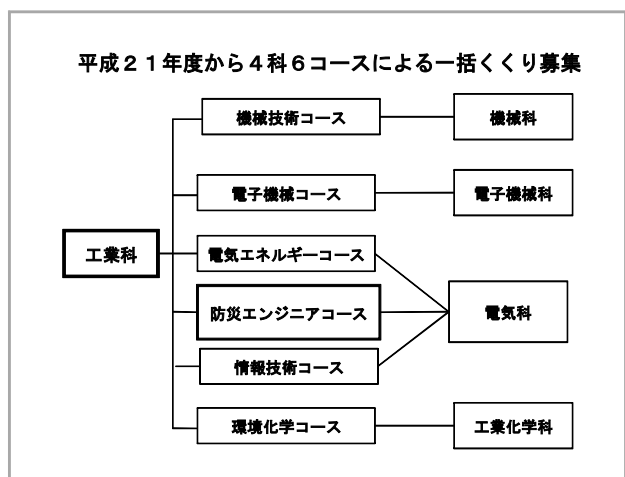 平成２１年度から４科６コースによる一括くくり募集
機械技術コース
機械科
電子機械コース
電子機械科
工業科
電気エネルギーコース
防災エンジニアコース
電気科
情報技術コース
環境化学コース
工業化学科